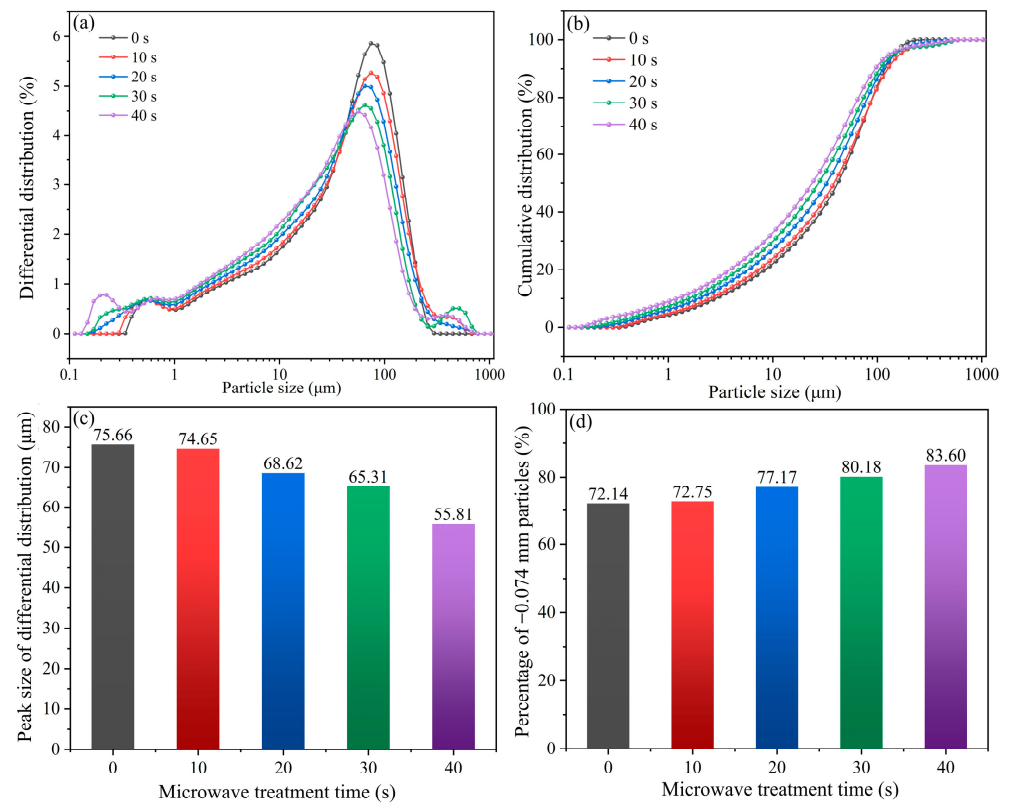 (a)
Differential distribution (%)
6
5
4
3
2
1
0
0 s
10 s
20 s
30 s
40 s
0.1
1
10
100
1000
Particle size (μm)
(b)
Cumulative distribution (%)
100
80
60
40
20
0
0 s
10 s
20 s
30 s
40 s
0.1
1
10
100
1000
Particle size (μm)
(c)
Peak size of differential distribution (μm)
80
70
60
50
40
30
20
10
0
75.66
74.65
68.62
65.31
55.81
0
10
20
30
40
Microwave treatment time (s)
(d)
Percentage of −0.074 mm particles (%)
100
80
60
40
20
0
72.14
72.75
77.17
80.18
83.60
0
10
20
30
40
Microwave treatment time (s)